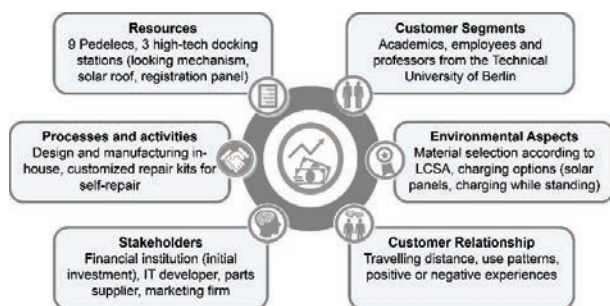 Resources
9 Pedelecs, 3 high-tech docking
stations (looking mechanism,
solar roof, registration panel)
Customer Segments
Academics, employees and
professors from the Technical
University of Berlin
Processes and activities
Design and manufacturing in-
house, customized repair kits for
self-repair
Environmental Aspects
Material selection according to
LCSA, charging options (solar
panels, charging while standing)
Stakeholders
Financial institution (initial
investment), IT developer, parts
supplier, marketing firm
Customer Relationship
Travelling distance, use patterns,
positive or negative experiences